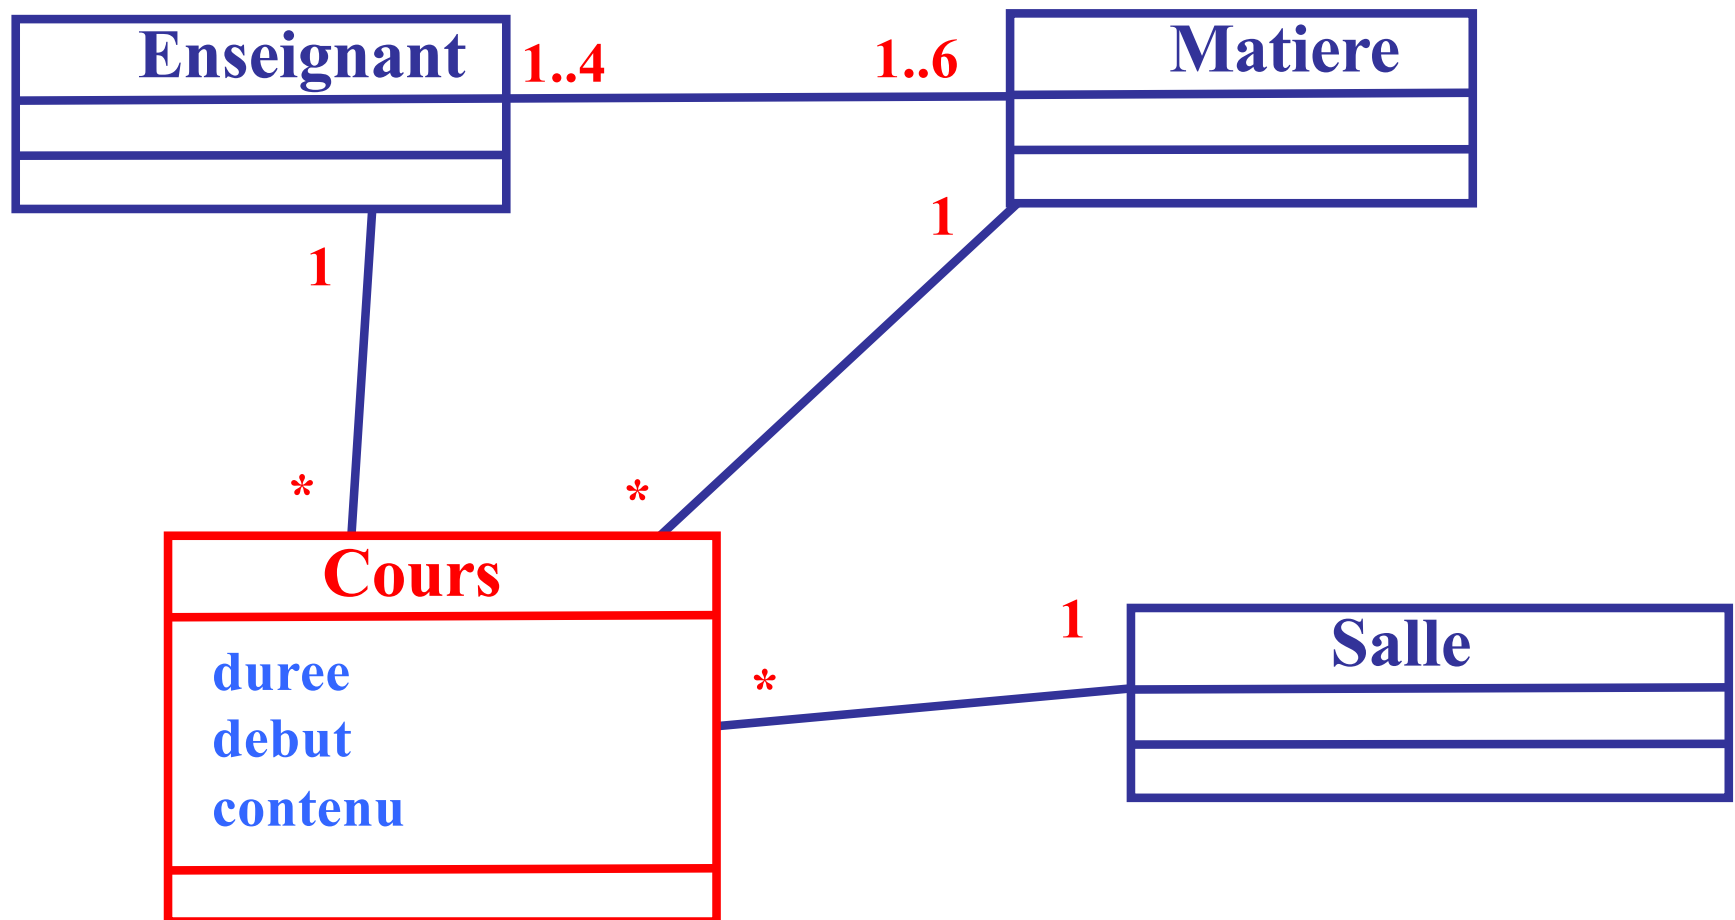 Enseignant
1..4
1..6
Matiere
1
1
*
*
Cours
duree
debut
contenu
*
1
Salle